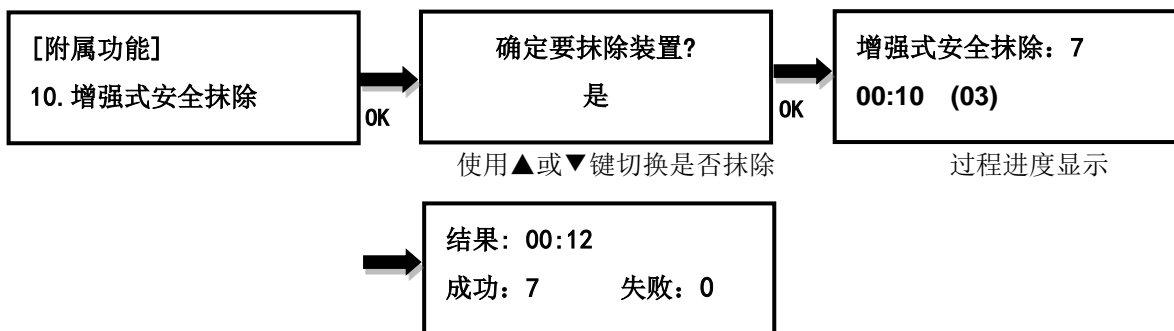 [附属功能]
10.增强式安全抹除
OK
确定要抹除装置?
是
OK
增强式安全抹除：7
00:10 (03)
使用▲或▼键切换是否抹除
过程进度显示
结果: 00:12
成功：7 失败：0